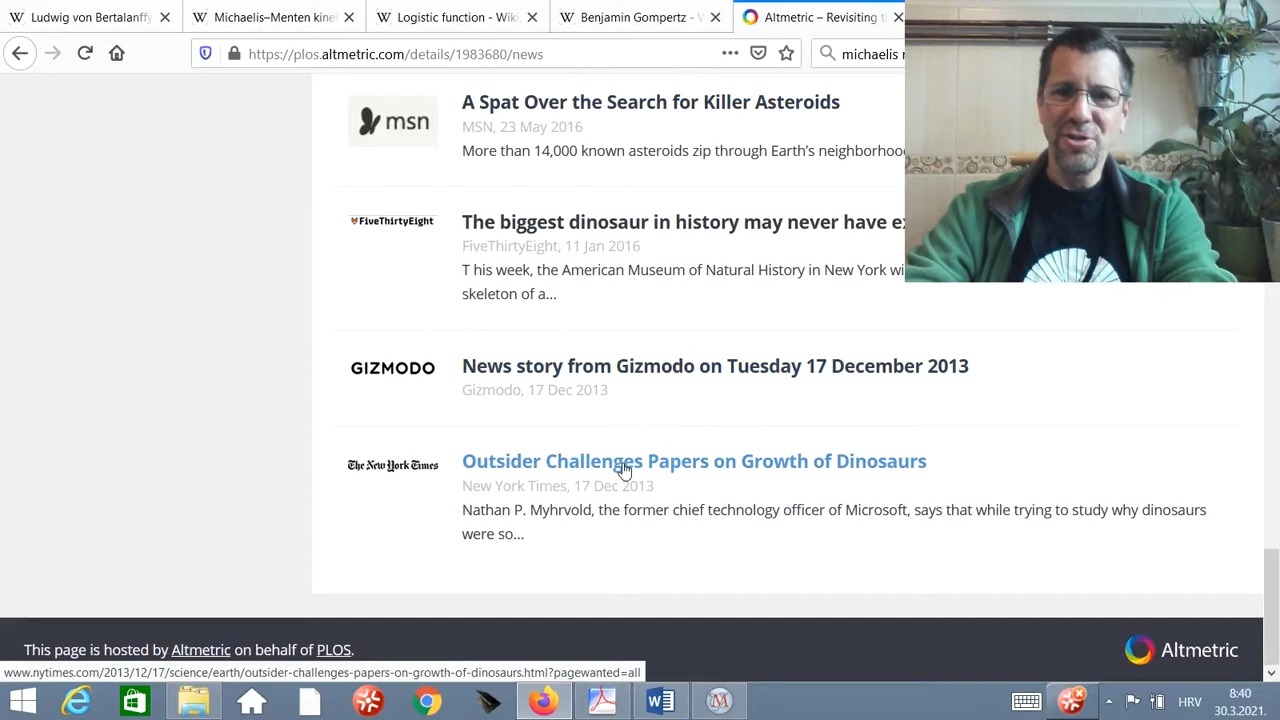 Ludwig von Bertalanffy
Michaelis–Menten kine
Logistic function - Wiki
Benjamin Gompertz - W
Altmetric – Revisiting t
https://plos.altmetric.com/details/1983680/news
michaelis
msn
A Spat Over the Search for Killer Asteroids
MSN, 23 May 2016
More than 14,000 known asteroids zip through Earth's neighborhoo
FiveThirtyEight
The biggest dinosaur in history may never have e
FiveThirtyEight, 11 Jan 2016
T his week, the American Museum of Natural History in New York wi
skeleton of a...
GIZMODO
News story from Gizmodo on Tuesday 17 December 2013
Gizmodo, 17 Dec 2013
The New York Times
Outsider Challenges Papers on Growth of Dinosaurs
New York Times, 17 Dec 2013
Nathan P. Myhrvold, the former chief technology officer of Microsoft, says that while trying to study why dinosaurs
were so...
This page is hosted by Altmetric on behalf of PLOS.
Altmetric
www.nytimes.com/2013/12/17/science/earth/outsider-challenges-papers-on-growth-of-dinosaurs.html?pagewanted=all
HRV
8:40
30.3.2021.